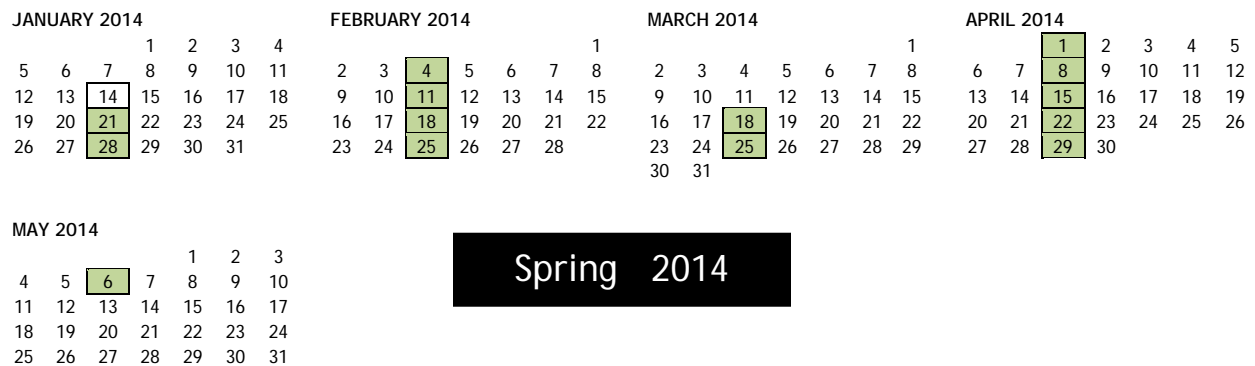 JANUARY 2014
1 2 3 4
5 6 7 8 9 10 11
12 13 14 15 16 17 18
19 20 21 22 23 24 25
26 27 28 29 30 31
FEBRUARY 2014
1
2 3 4 5 6 7 8
9 10 11 12 13 14 15
16 17 18 19 20 21 22
23 24 25 26 27 28
MARCH 2014
1
2 3 4 5 6 7 8
9 10 11 12 13 14 15
16 17 18 19 20 21 22
23 24 25 26 27 28 29
30 31
APRIL 2014
1 2 3 4 5
6 7 8 9 10 11 12
13 14 15 16 17 18 19
20 21 22 23 24 25 26
27 28 29 30
MAY 2014
1 2 3
4 5 6 7 8 9 10
11 12 13 14 15 16 17
18 19 20 21 22 23 24
25 26 27 28 29 30 31
Spring 2014